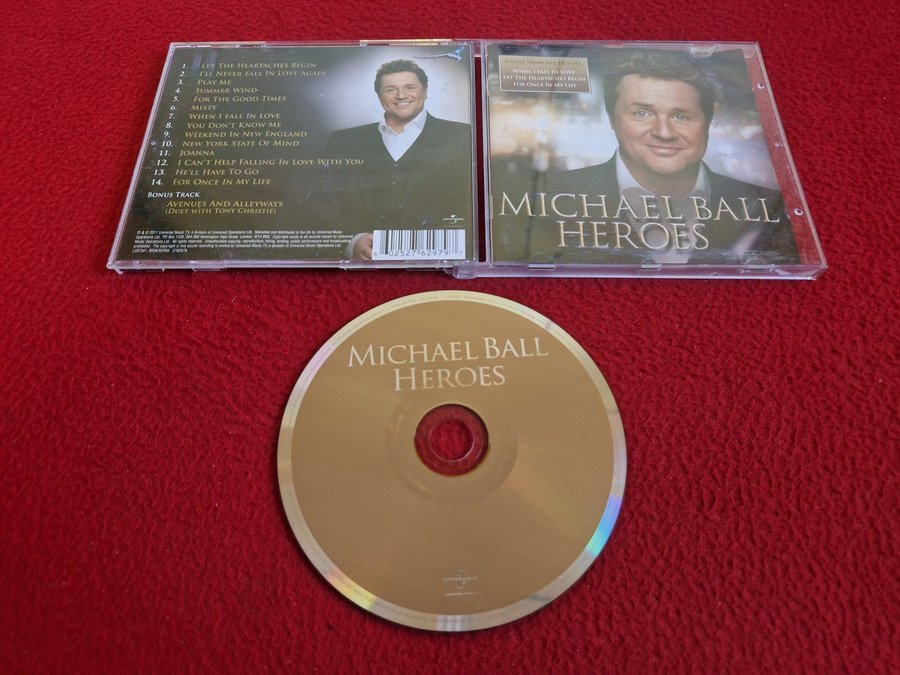 1. Let The Heartaches Begin
2. I'll Never Fall In Love Again
3. Play Me
4. Summer Wind
5. For The Good Times
6. Misty
7. When I Fall In Love
8. You Don't Know Me
9. Weekend In New England
10. New York State Of Mind
11. Joanna
12. I Can't Help Falling In Love With You
13. He'll Have To Go
14. For Once In My Life
Bonus Track
Avenues And Alleyways
(Duet with Tony Christie)
UNIVERSAL
6 02527 62979 7
Songs From His Heroes
When I Fall In Love
Let The Heartaches Begin
For Once In My Life
MICHAEL BALL
HEROES
Michael Ball
Heroes